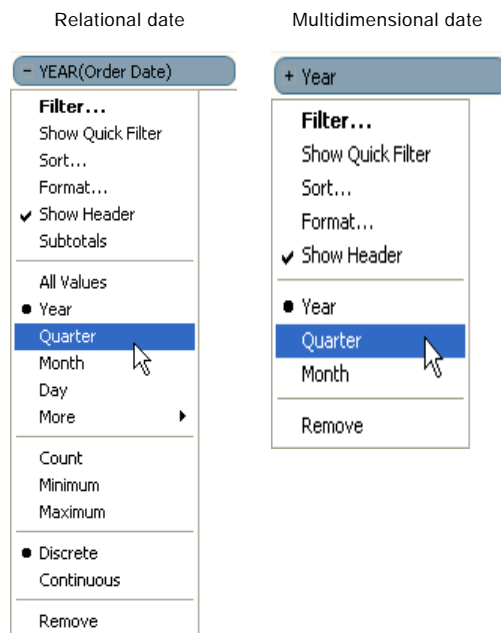 Relational date
− YEAR(Order Date)
Filter...
Show Quick Filter
Sort...
Format...
Show Header
Subtotals
All Values
Year
Quarter
Month
Day
More
Count
Minimum
Maximum
Discrete
Continuous
Remove
Multidimensional date
+ Year
Filter...
Show Quick Filter
Sort...
Format...
Show Header
Year
Quarter
Month
Remove